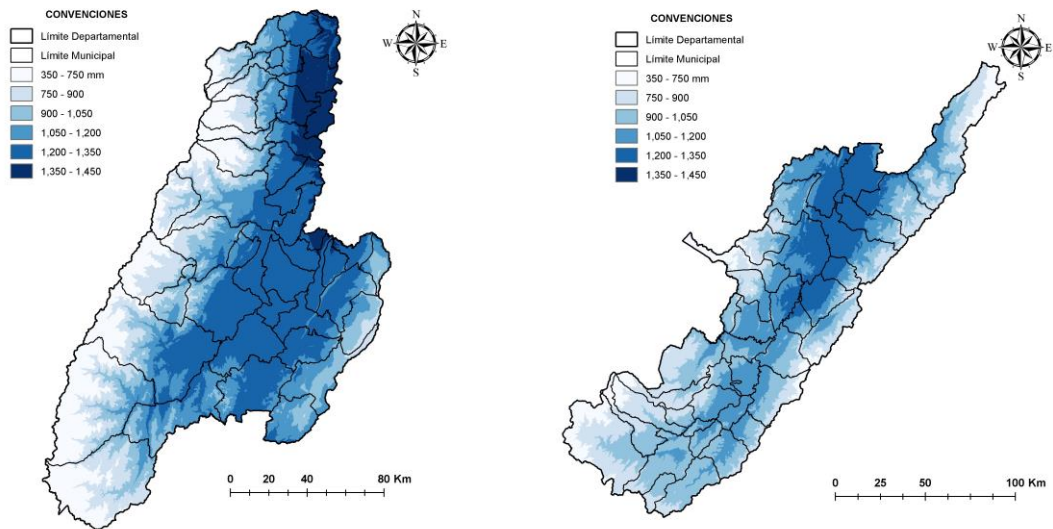 CONVENCIONES
Límite Departamental
Límite Municipal
350 - 750 mm
750 - 900
900 - 1,050
1,050 - 1,200
1,200 - 1,350
1,350 - 1,450
N
W E
S
0 20 40 80 Km
CONVENCIONES
Límite Departamental
Límite Municipal
350 - 750 mm
750 - 900
900 - 1,050
1,050 - 1,200
1,200 - 1,350
1,350 - 1,450
N
W E
S
0 25 50 100 Km